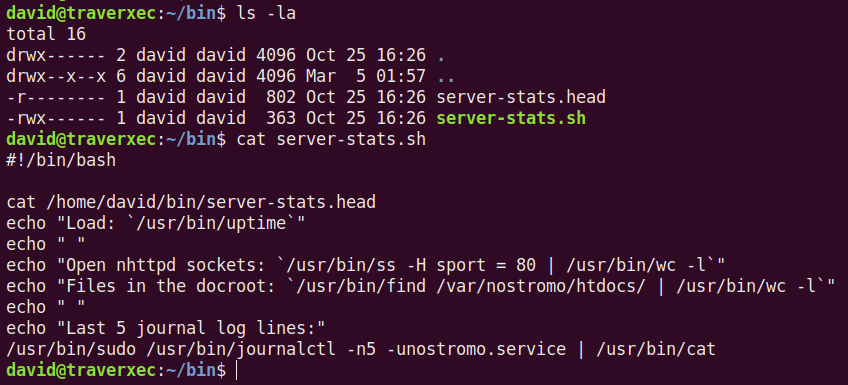 david@traverxec:~/bin$ ls -la
total 16
drwx------ 2 david david 4096 Oct 25 16:26 .
drwx--x--x 6 david david 4096 Mar  5 01:57 ..
-r-------- 1 david david  802 Oct 25 16:26 server-stats.head
-rwx------ 1 david david  363 Oct 25 16:26 server-stats.sh
david@traverxec:~/bin$ cat server-stats.sh
#!/bin/bash

cat /home/david/bin/server-stats.head
echo "Load: `/usr/bin/uptime`"
echo " "
echo "Open nhttpd sockets: `/usr/bin/ss -H sport = 80 | /usr/bin/wc -l`"
echo "Files in the docroot: `/usr/bin/find /var/nostromo/htdocs/ | /usr/bin/wc -l`"
echo " "
echo "Last 5 journal log lines:"
/usr/bin/sudo /usr/bin/journalctl -n5 -unostromo.service | /usr/bin/cat
david@traverxec:~/bin$